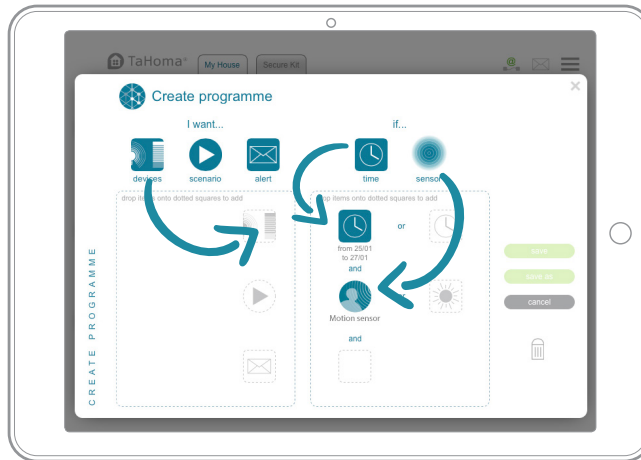 TaHoma®
My House
Secure Kit
@
Create programme
I want...
if...
devices
scenario
alert
time
sensor
drop items onto dotted squares to add
drop items onto dotted squares to add
or
from 25/01
to 27/01
and
Motion sensor
and
save
save as
cancel
CREATE PROGRAMME